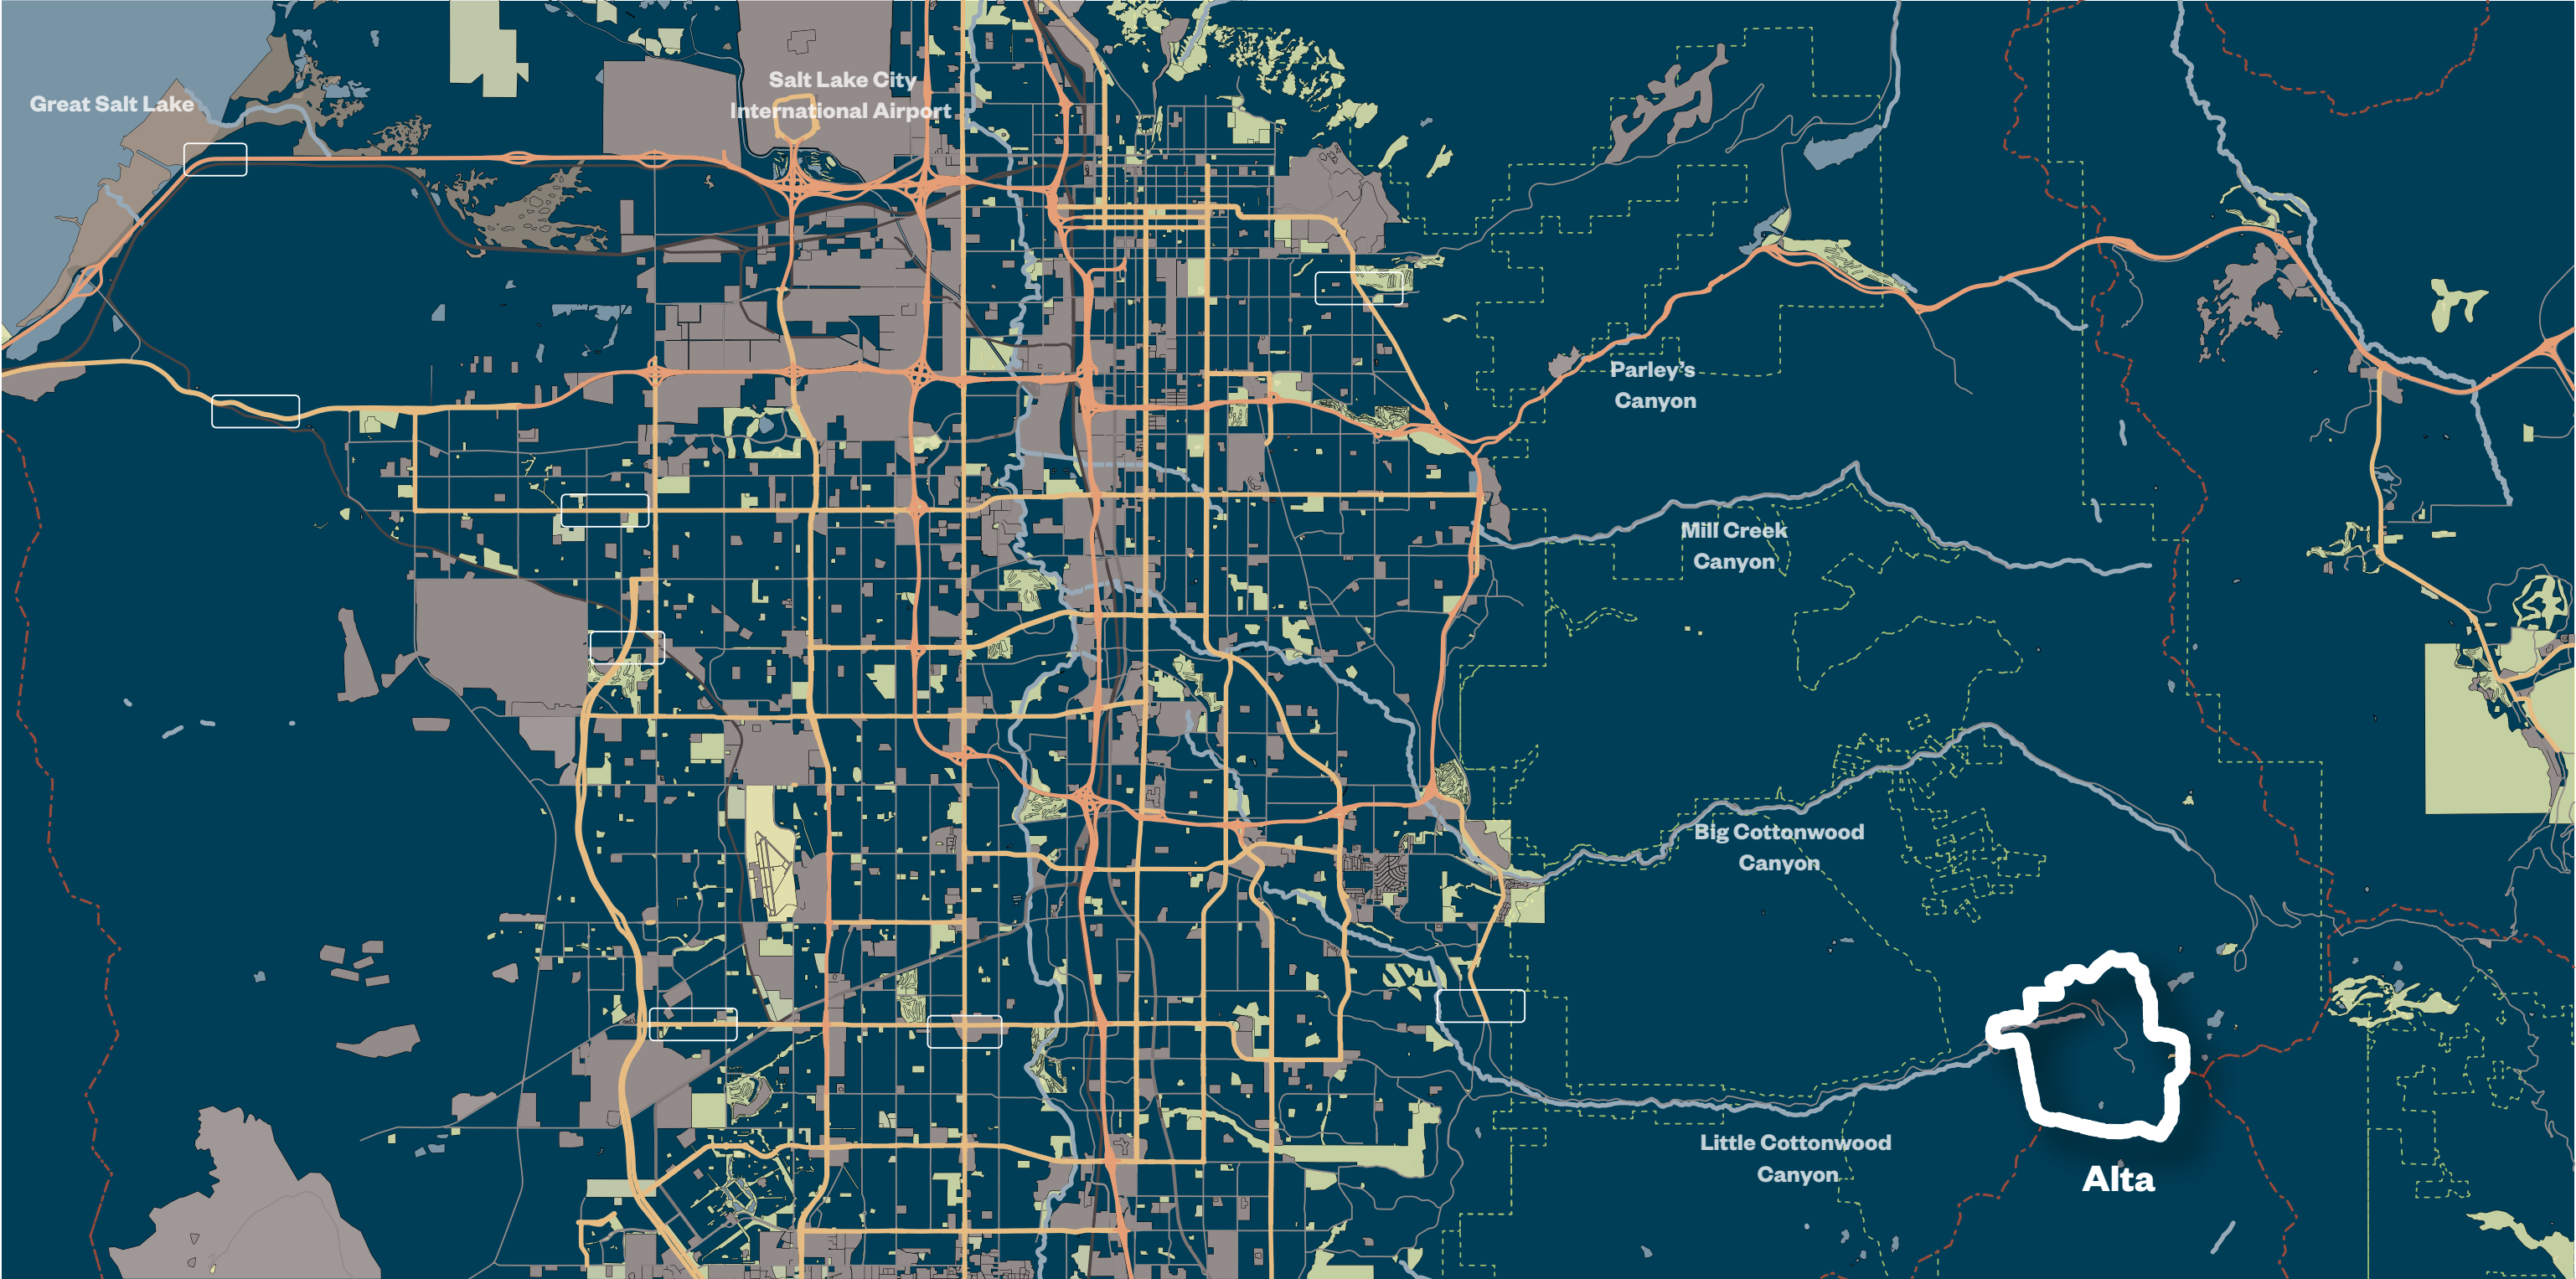 Great Salt Lake
Salt Lake City
International Airport
Parley's
Canyon
Mill Creek
Canyon
Big Cottonwood
Canyon
Little Cottonwood
Canyon
Alta